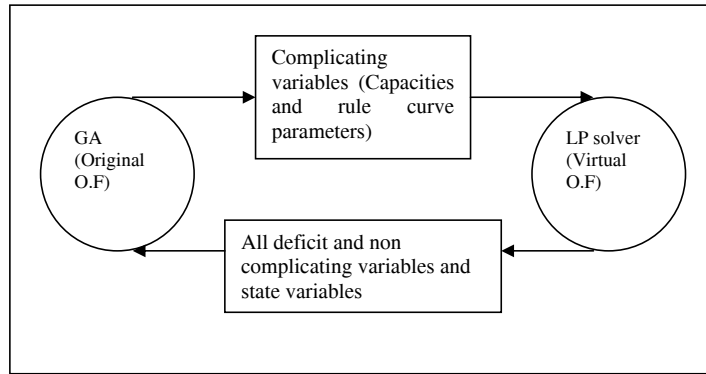 Complicating
variables (Capacities
and rule curve
parameters)
GA
(Original
O.F)
LP solver
(Virtual
O.F)
All deficit and non
complicating variables and
state variables